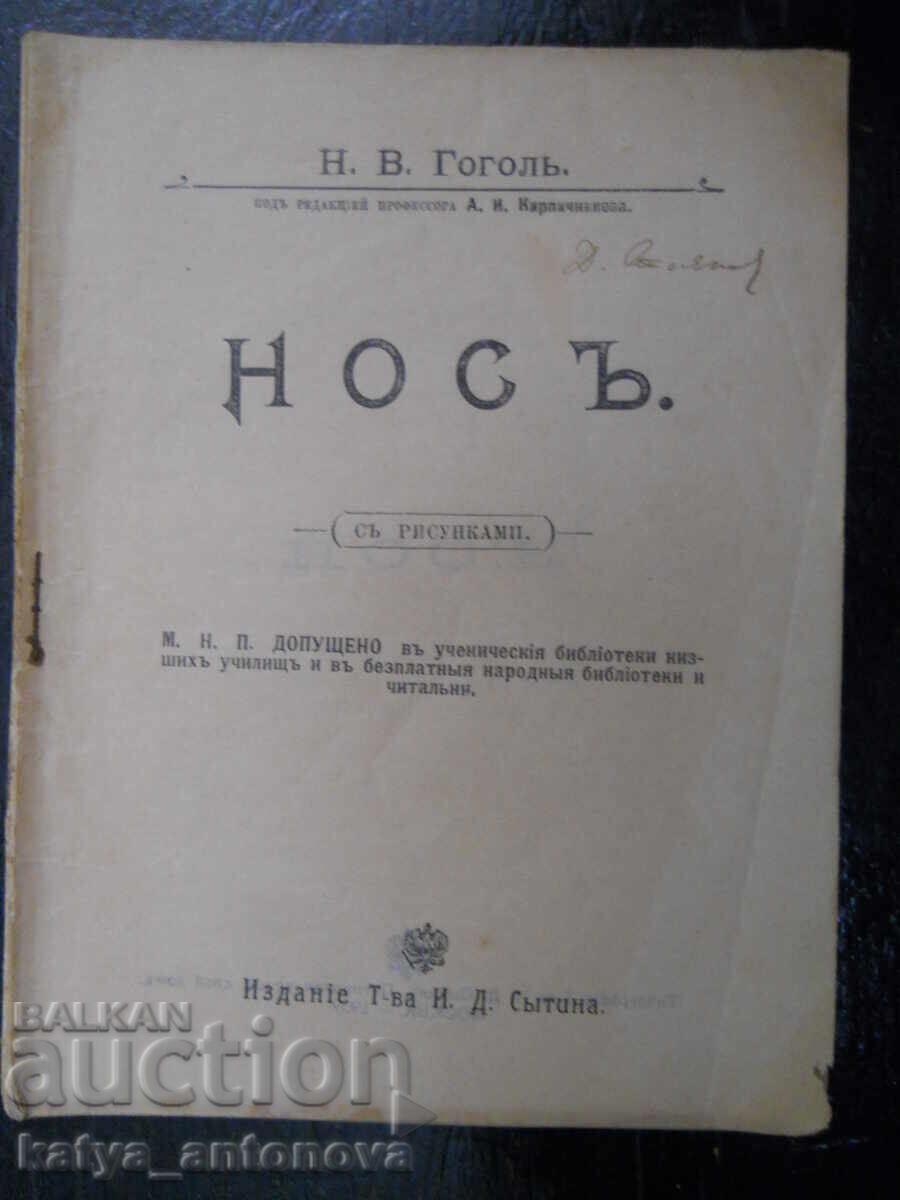 Н. В. Гоголь.
ПОДЪ РЕДАКЦІЕЙ ПРОФЕССОРА А. И. Кирпичникова.
Д.
НОСЪ.
СЪ РИСУНКАМИ.
М. Н. П. ДОПУЩЕНО въ ученическія библіотеки низ-
шихъ училищъ и въ безплатныя народныя библіотеки и
читальни.
Изданіе Т-ва И. Д. Сытина.
BALKAN
auction
katya_antonova